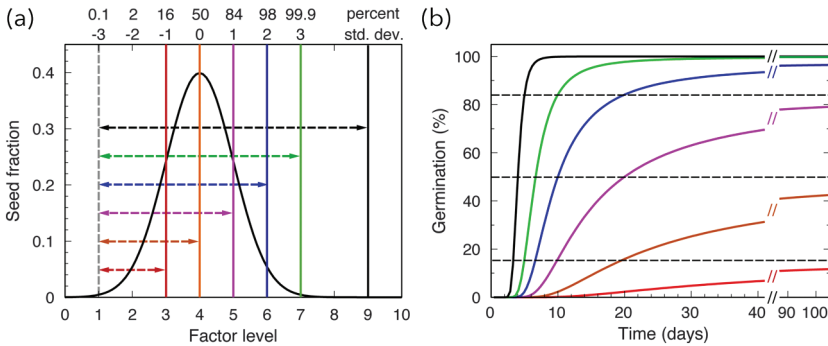 (a)
0.1 2 16 50 84 98 99.9 percent
-3 -2 -1 0 1 2 3 std. dev.
0.4
0.3
0.2
0.1
0
Seed fraction
0 1 2 3 4 5 6 7 8 9 10
Factor level
(b)
100
80
60
40
20
0
Germination (%)
0 10 20 30 40 90 100
Time (days)